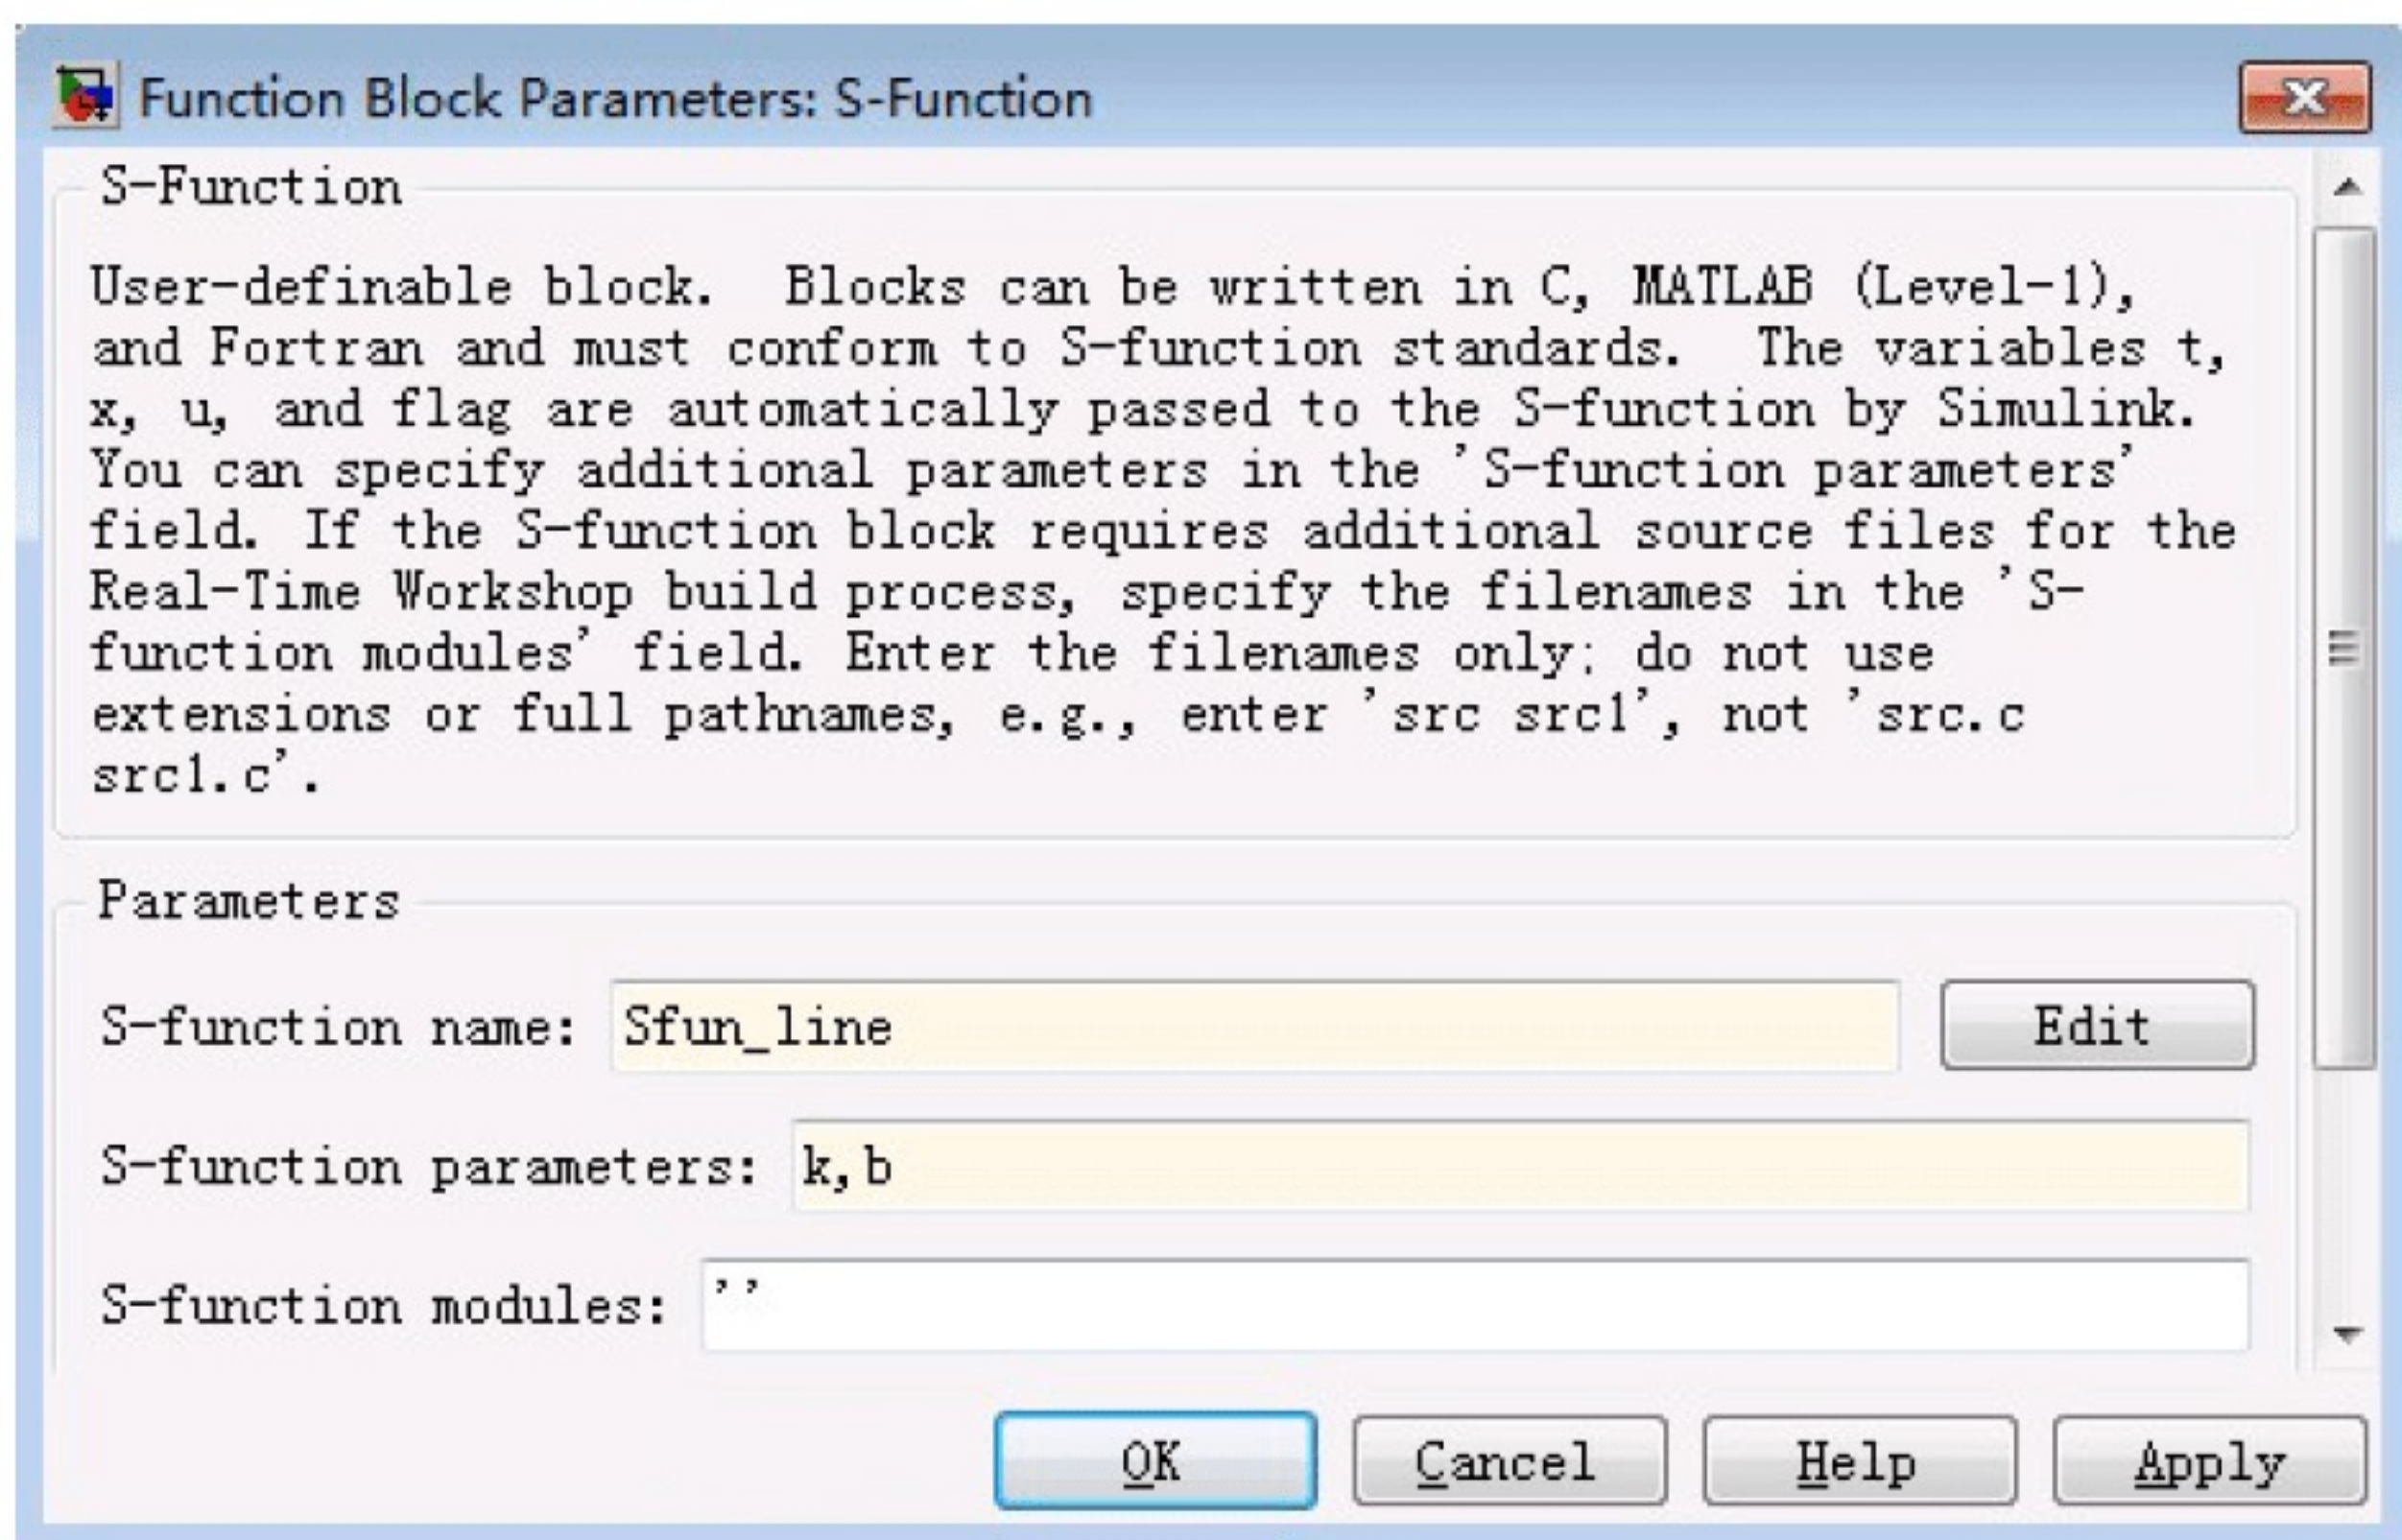 Function Block Parameters: S-Function
S-Function
User-definable block.  Blocks can be written in C, MATLAB (Level-1),
and Fortran and must conform to S-function standards.  The variables t,
x, u, and flag are automatically passed to the S-function by Simulink.
You can specify additional parameters in the 'S-function parameters'
field. If the S-function block requires additional source files for the
Real-Time Workshop build process, specify the filenames in the 'S-
function modules' field. Enter the filenames only; do not use
extensions or full pathnames, e.g., enter 'src src1', not 'src.c
src1.c'.
Parameters
S-function name: Sfun_line Edit
S-function parameters: k,b
S-function modules: ''
OK Cancel Help Apply